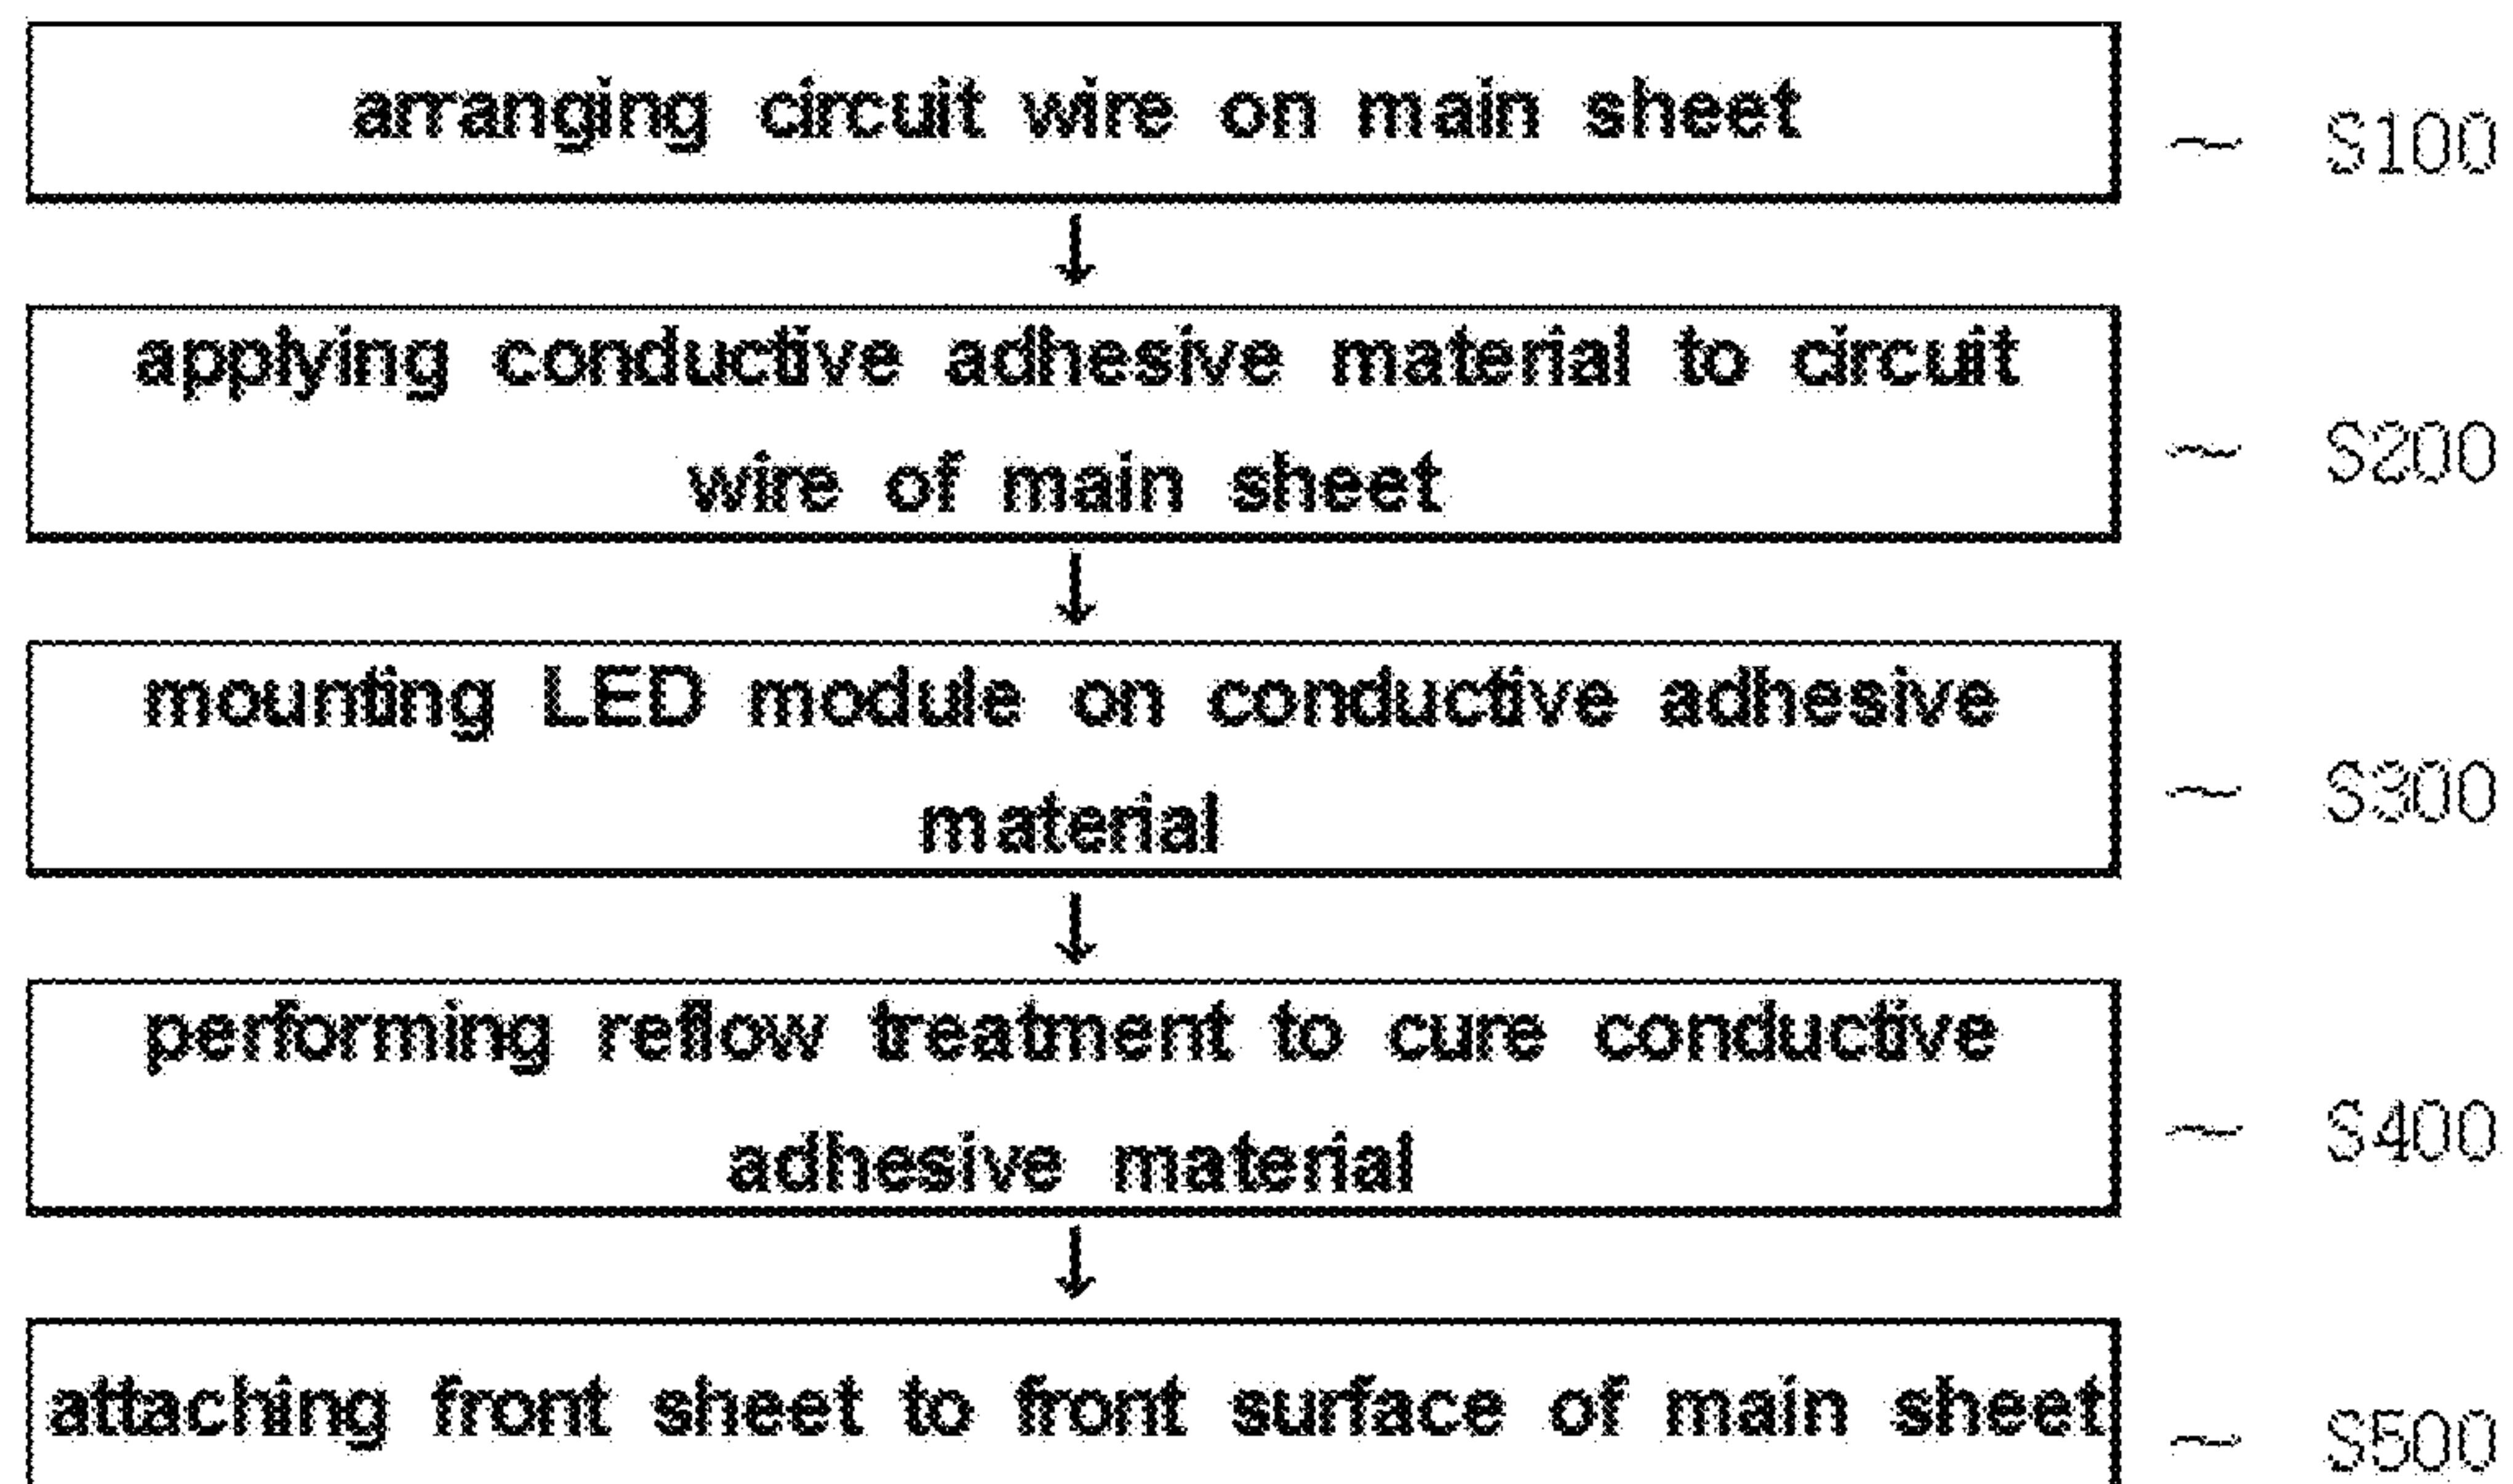 arranging circuit wire on main sheet
~ S100
applying conductive adhesive material to circuit
wire of main sheet
~ S200
mounting LED module on conductive adhesive
material
~ S300
performing reflow treatment to cure conductive
adhesive material
~ S400
attaching front sheet to front surface of main sheet
~ S500